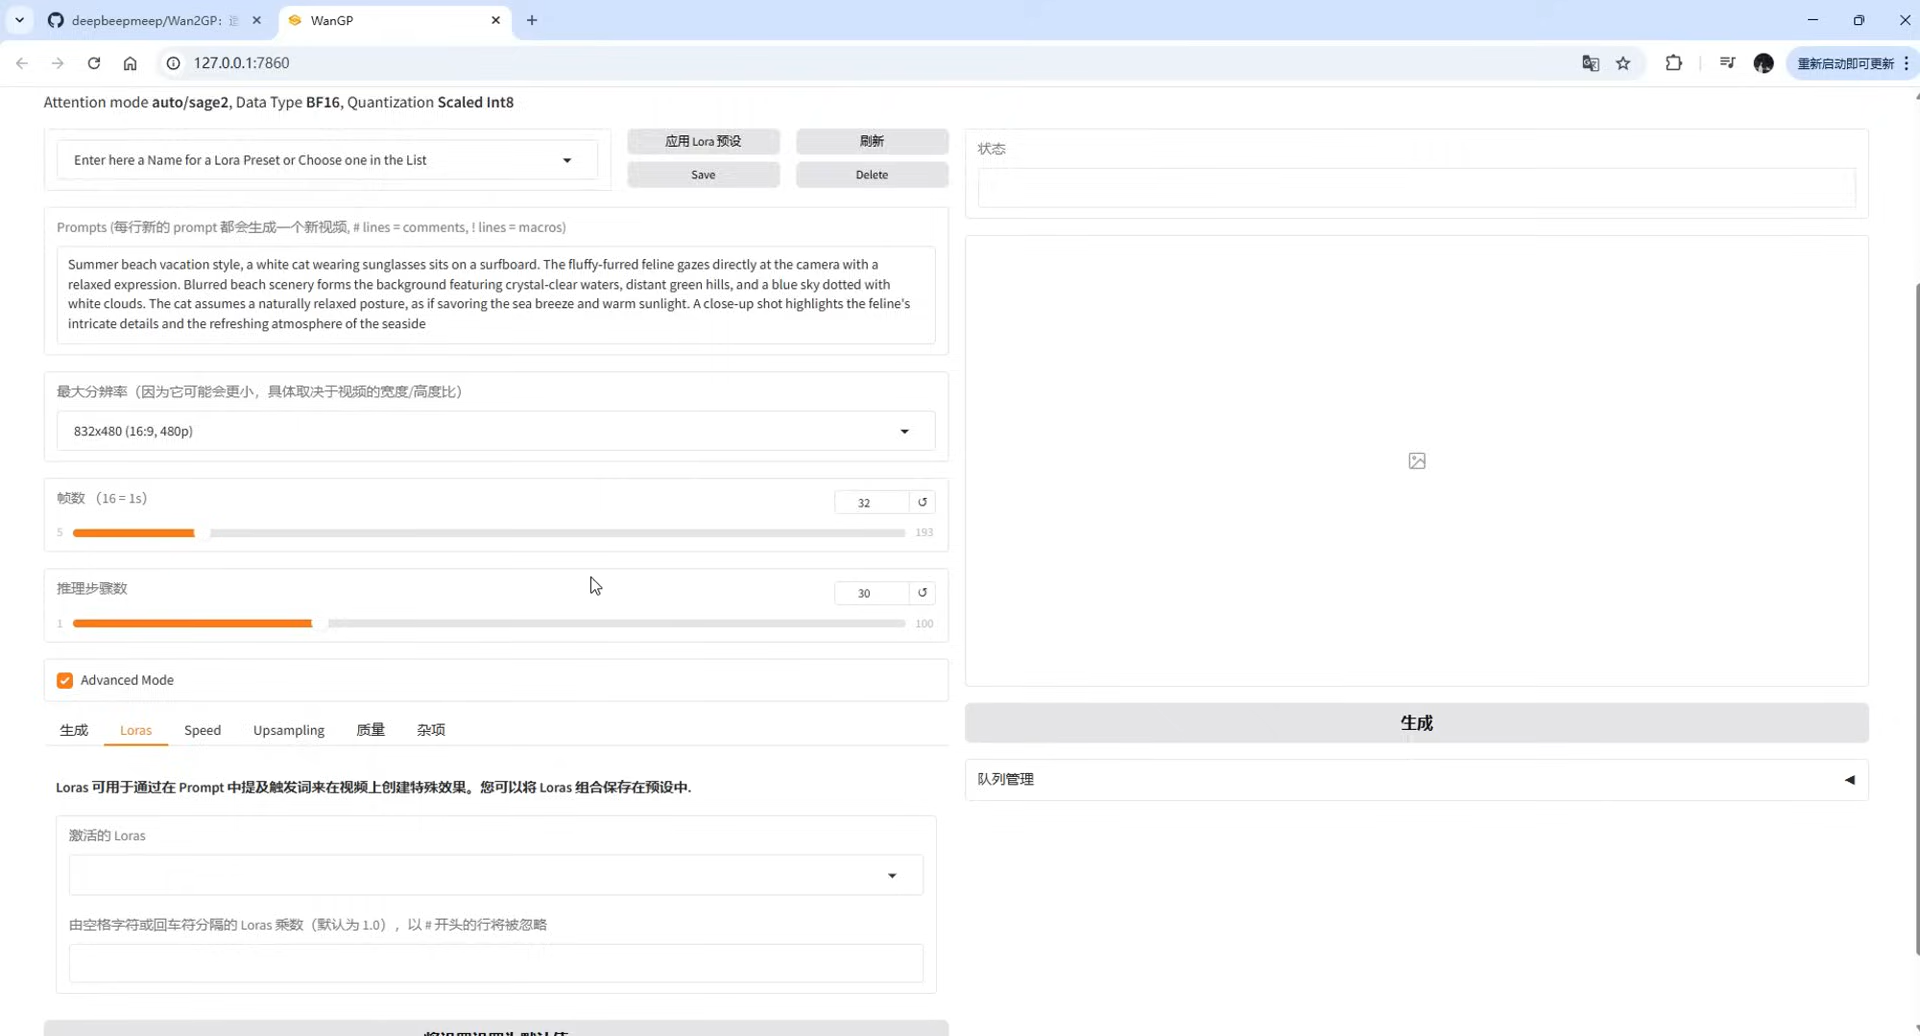 deepbeepmeep/Wan2GP:
WanGP
127.0.0.1:7860
重新启动即可更新
Attention mode auto/sage2, Data Type BF16, Quantization Scaled Int8
Enter here a Name for a Lora Preset or Choose one in the List
应用 Lora 预设
刷新
Save
Delete
Prompts (每行新的 prompt 都会生成一个新视频, # lines = comments, ! lines = macros)
Summer beach vacation style, a white cat wearing sunglasses sits on a surfboard. The fluffy-furred feline gazes directly at the camera with a
relaxed expression. Blurred beach scenery forms the background featuring crystal-clear waters, distant green hills, and a blue sky dotted with
white clouds. The cat assumes a naturally relaxed posture, as if savoring the sea breeze and warm sunlight. A close-up shot highlights the feline's
intricate details and the refreshing atmosphere of the seaside
最大分辨率（因为它可能会更小，具体取决于视频的宽度/高度比）
832x480 (16:9, 480p)
帧数 （16 = 1s）
32
5
193
推理步骤数
30
1
100
Advanced Mode
生成
Loras
Speed
Upsampling
质量
杂项
Loras 可用于通过在 Prompt 中提及触发词来在视频上创建特殊效果。您可以将 Loras 组合保存在预设中.
激活的 Loras
由空格字符或回车符分隔的 Loras 乘数（默认为 1.0），以 # 开头的行将被忽略
状态
生成
队列管理